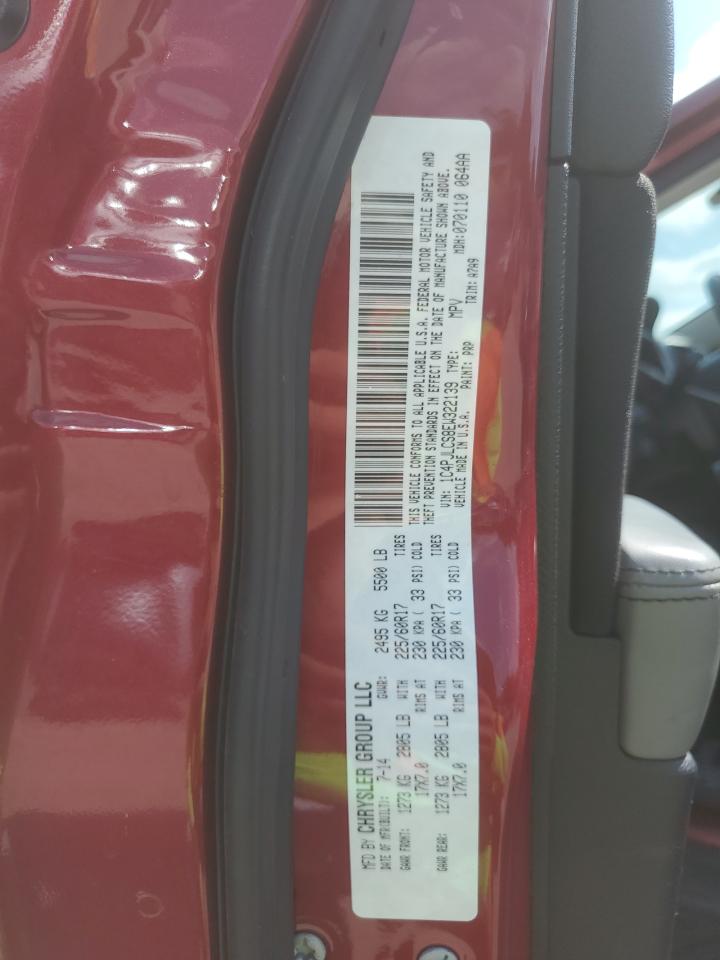 MFD BY CHRYSLER GROUP LLC
DATE OF MFR(BUILT): 7-14 GVWR: 2495 KG 5500 LB
GAWR FRONT: 1273 KG 2805 LB WITH 225/60R17 TIRES
17X7.0 RIMS AT 230 KPA ( 33 PSI) COLD
GAWR REAR: 1273 KG 2805 LB WITH 225/60R17 TIRES
17X7.0 RIMS AT 230 KPA ( 33 PSI) COLD
THIS VEHICLE CONFORMS TO ALL APPLICABLE U.S.A. FEDERAL MOTOR VEHICLE SAFETY AND
THEFT PREVENTION STANDARDS IN EFFECT ON THE DATE OF MANUFACTURE SHOWN ABOVE.
VIN: 1C4PJLCS8EW322139 TYPE: MPV MDH:070110 064AA
VEHICLE MADE IN U.S.A. PAINT: PRP TRIM: A7A9